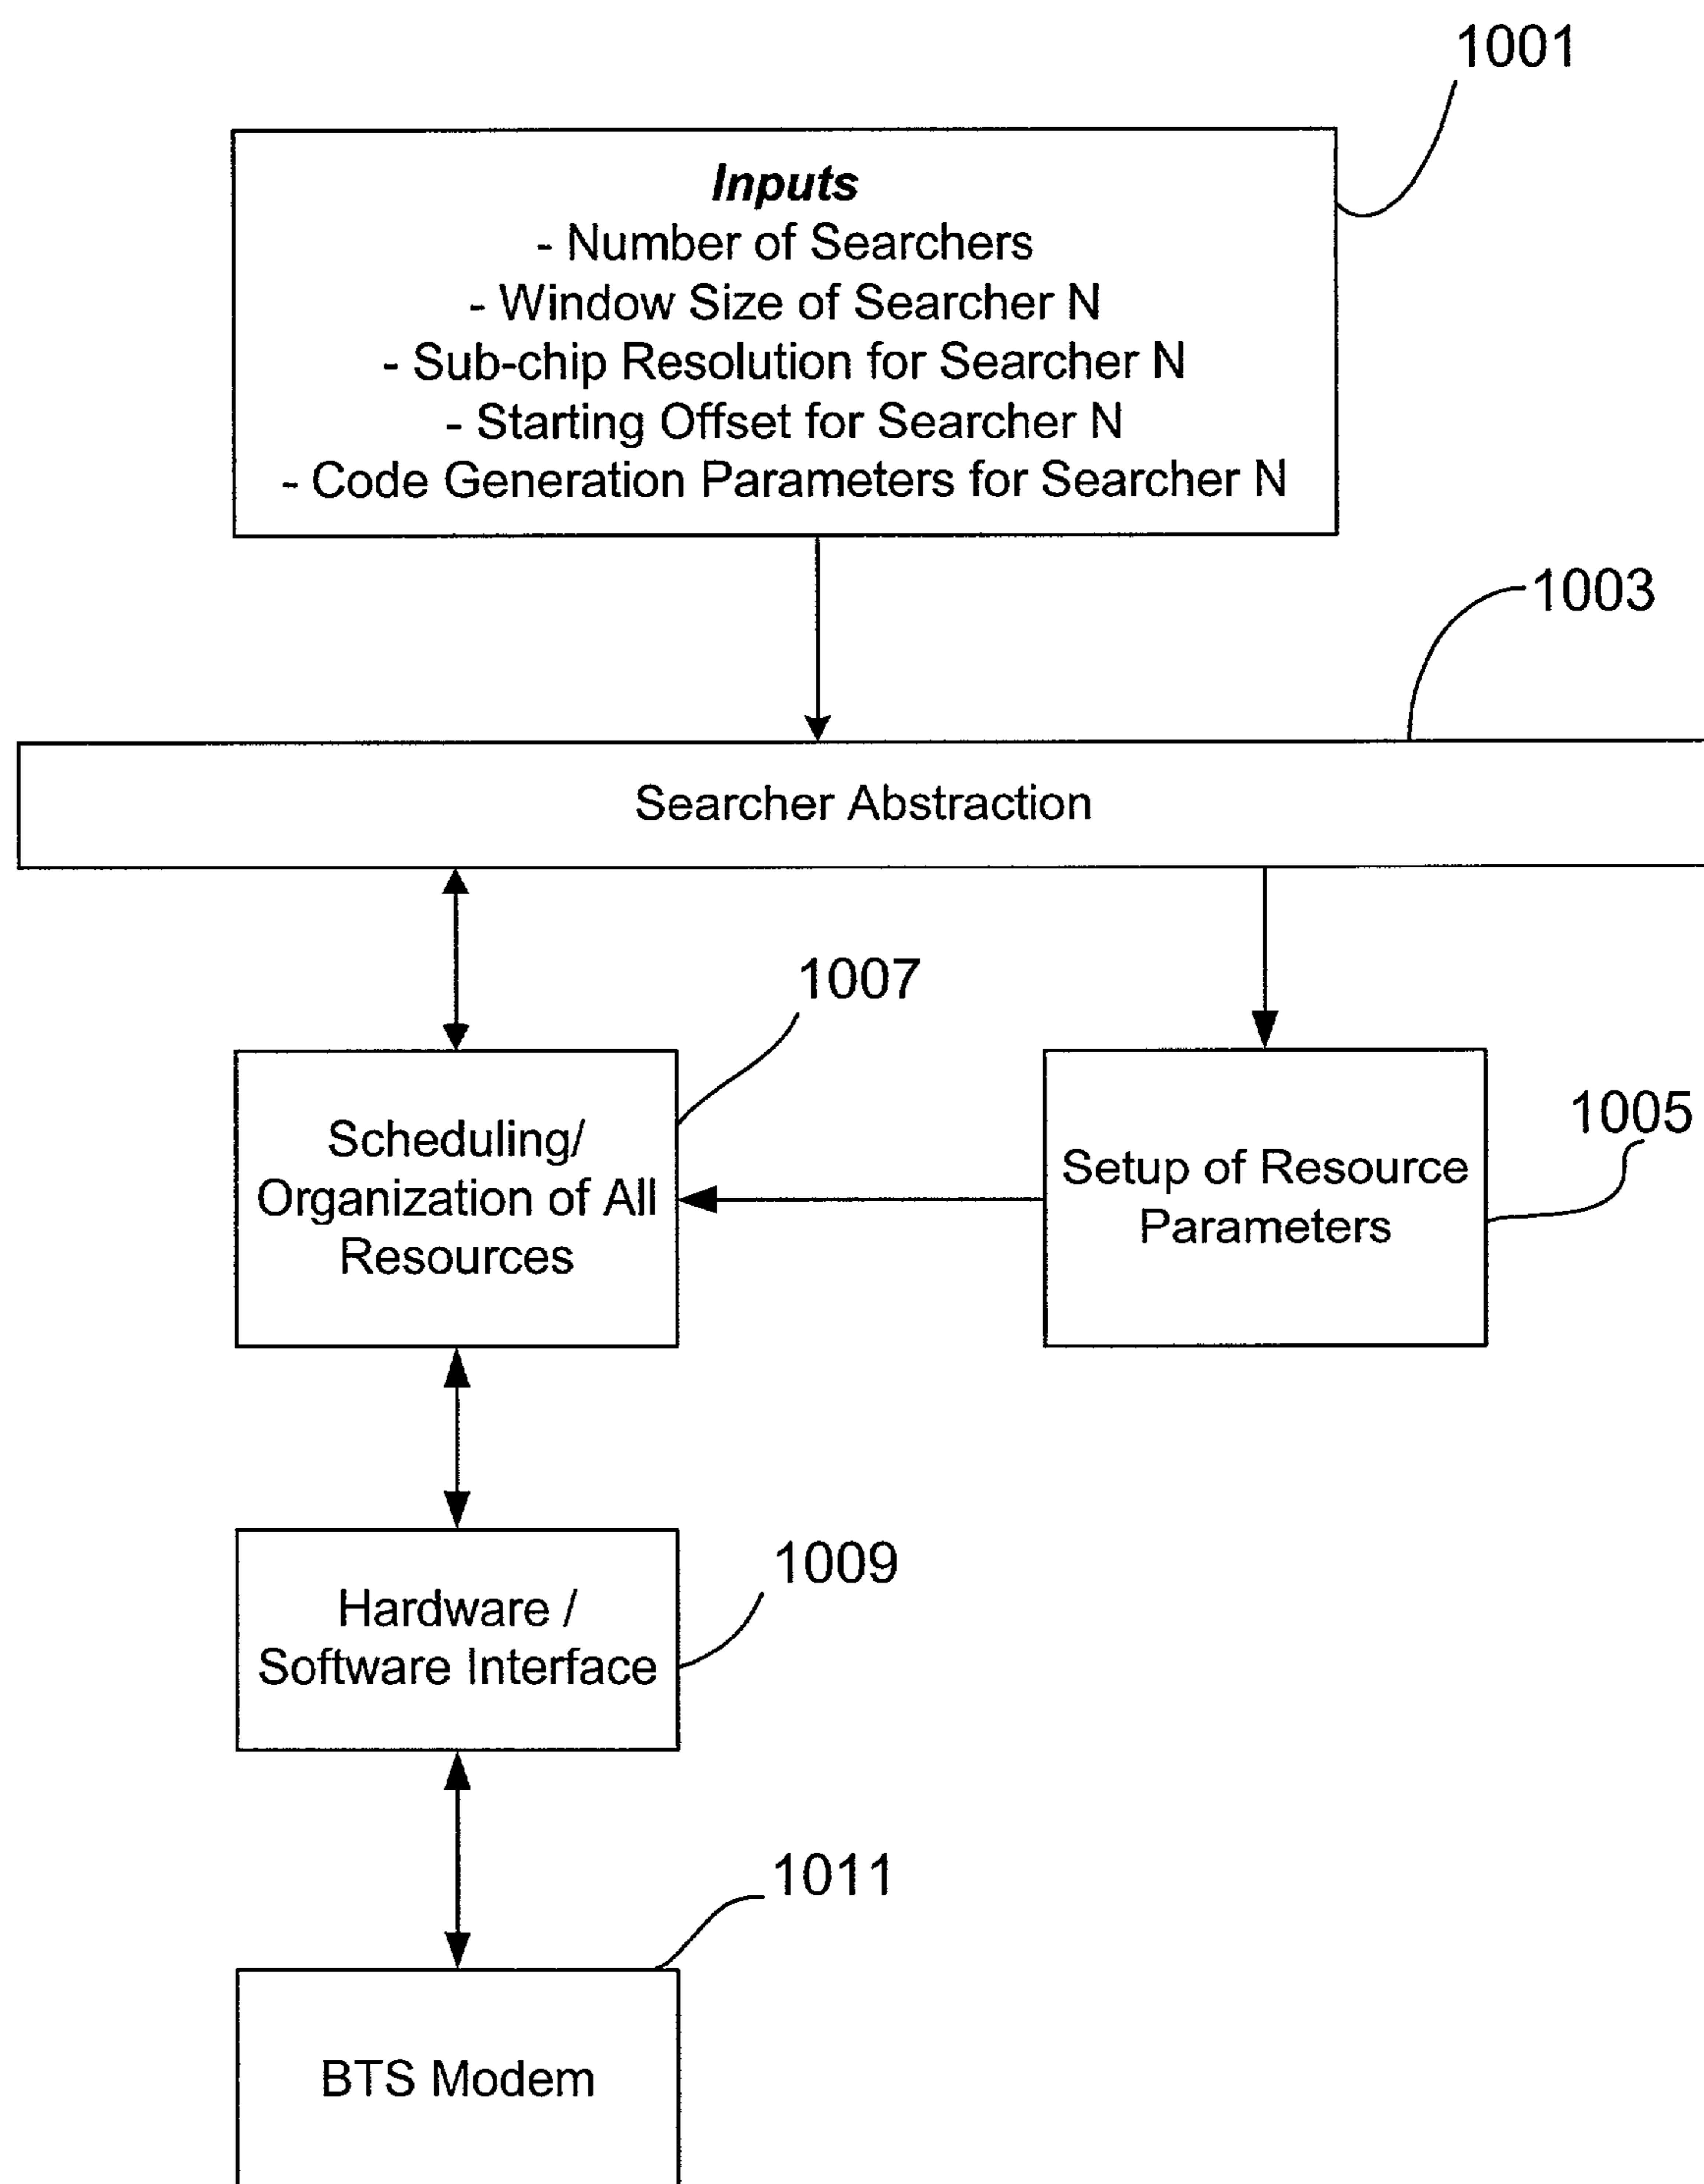 1001
Inputs
- Number of Searchers
- Window Size of Searcher N
- Sub-chip Resolution for Searcher N
- Starting Offset for Searcher N
- Code Generation Parameters for Searcher N
1003
Searcher Abstraction
1007
Scheduling/
Organization of All
Resources
1005
Setup of Resource
Parameters
1009
Hardware /
Software Interface
1011
BTS Modem